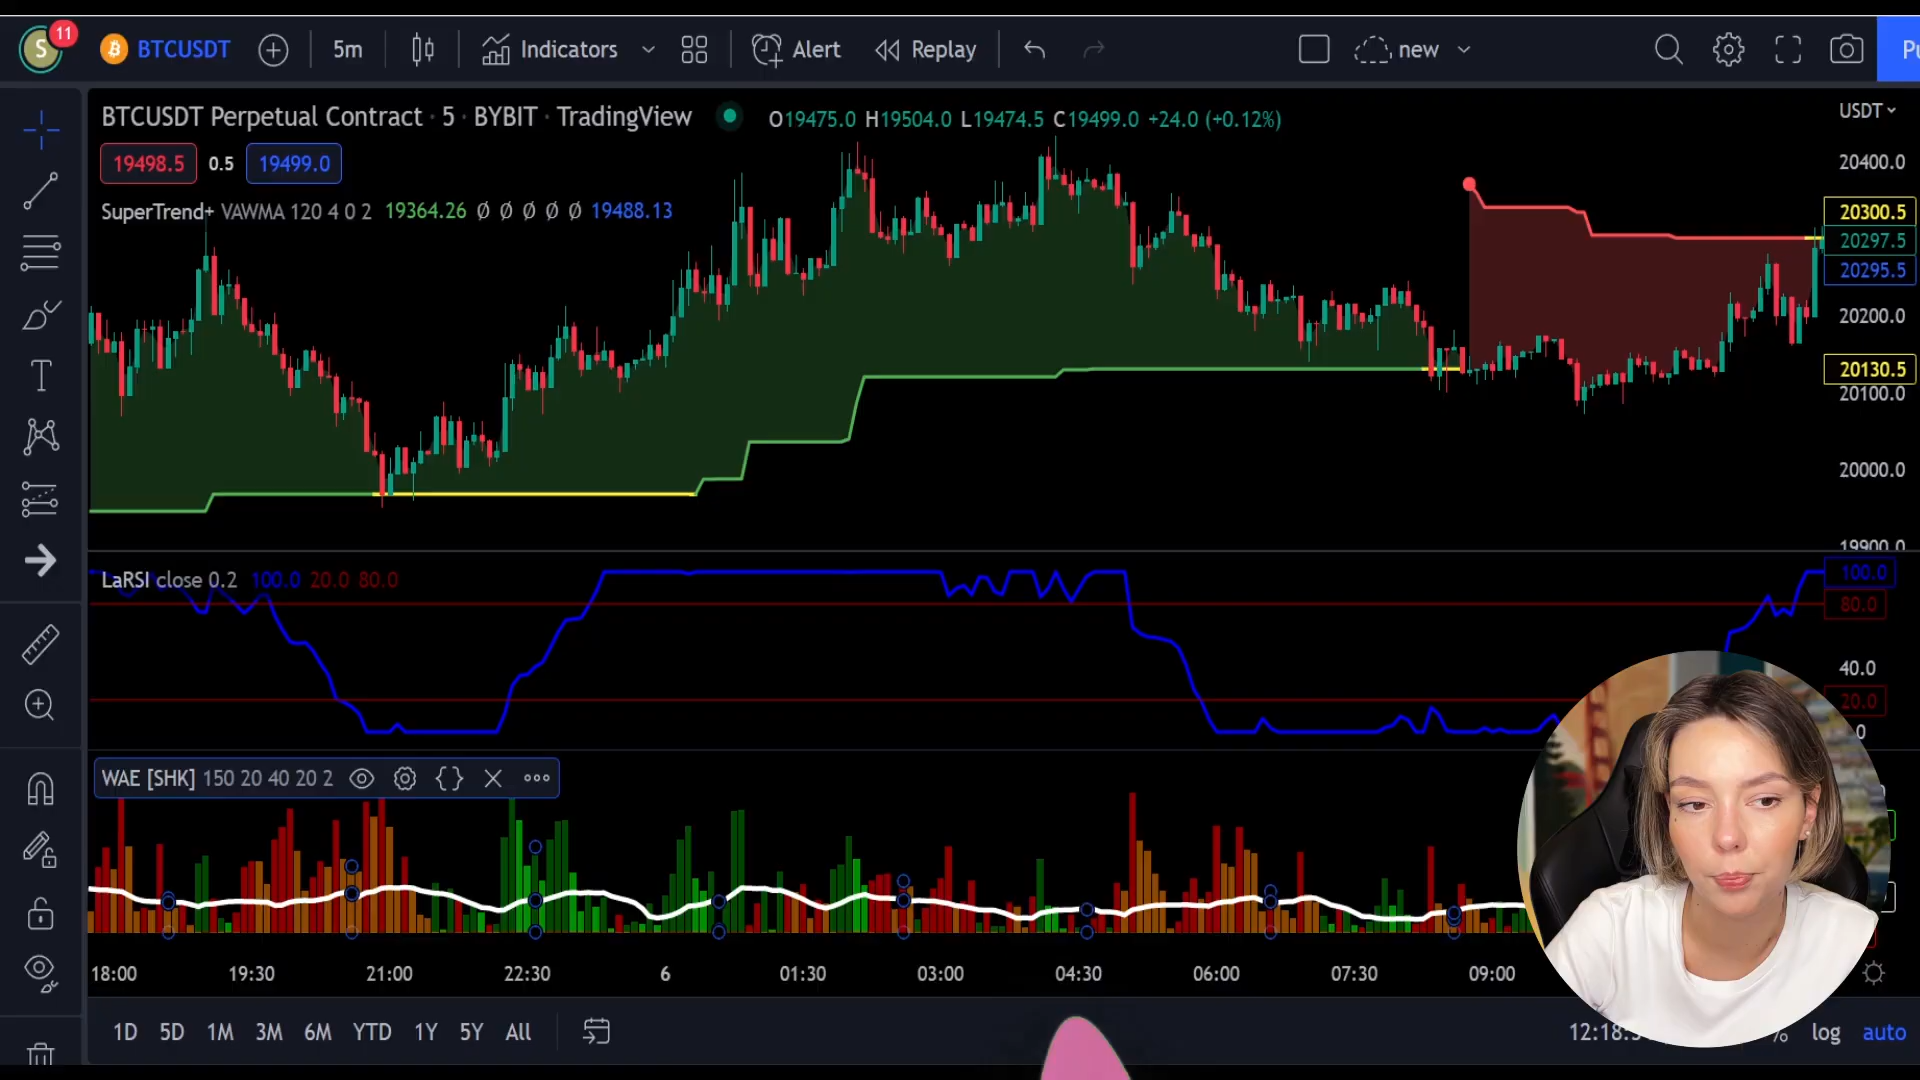 S 11 BTCUSDT 5m Indicators Alert Replay new Pu
BTCUSDT Perpetual Contract · 5 · BYBIT · TradingView O19475.0 H19504.0 L19474.5 C19499.0 +24.0 (+0.12%) USDT
19498.5 0.5 19499.0
SuperTrend+ VAWMA 120 4 0 2 19364.26 Ø Ø Ø Ø Ø 19488.13
20400.0
20300.5
20297.5
20295.5
20200.0
20130.5
20100.0
20000.0
19900.0
LaRSI close 0.2 100.0 20.0 80.0
100.0
80.0
40.0
20.0
WAE [SHK] 150 20 40 20 2
18:00 19:30 21:00 22:30 6 01:30 03:00 04:30 06:00 07:30 09:00
1D 5D 1M 3M 6M YTD 1Y 5Y All % log auto